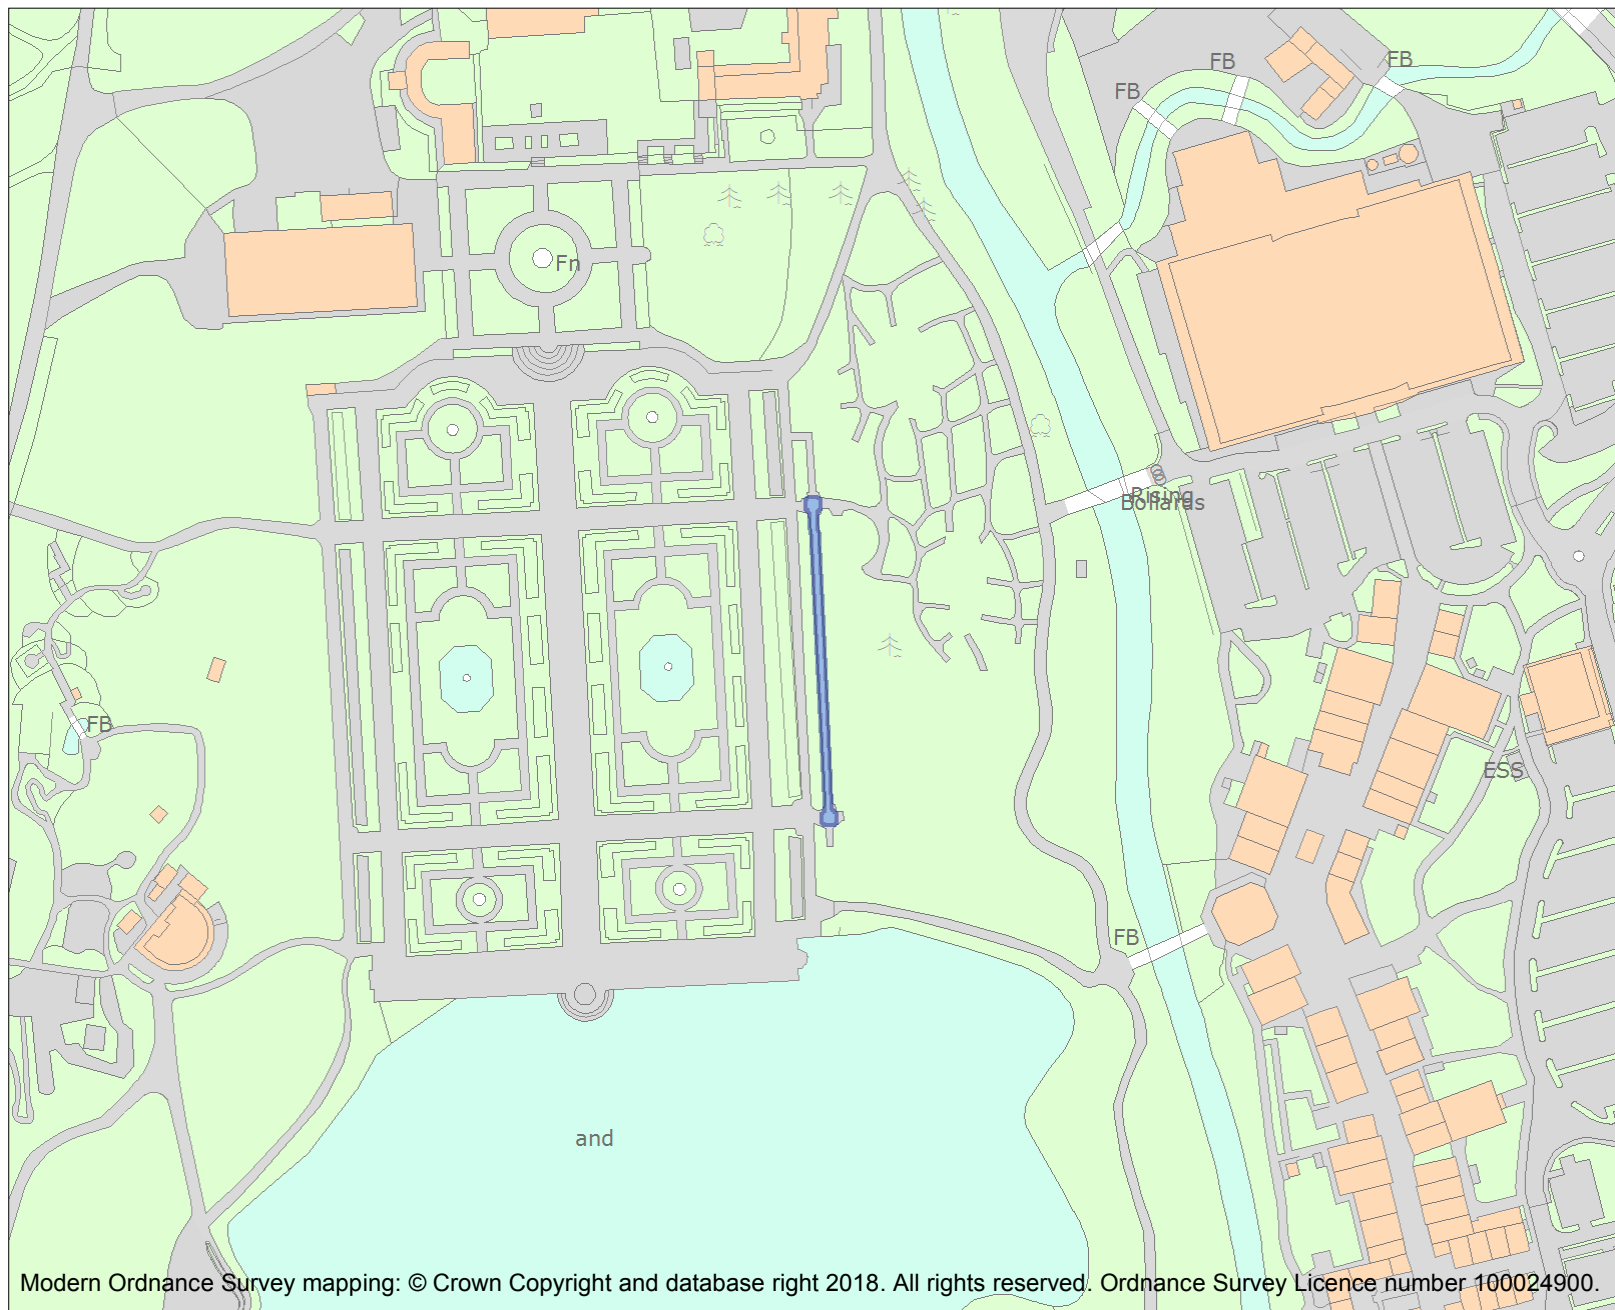 FB
FB
FB
Fn
Rising
Bollards
FB
ESS
FB
and
Modern Ordnance Survey mapping: © Crown Copyright and database right 2018. All rights reserved. Ordnance Survey Licence number 100024900.